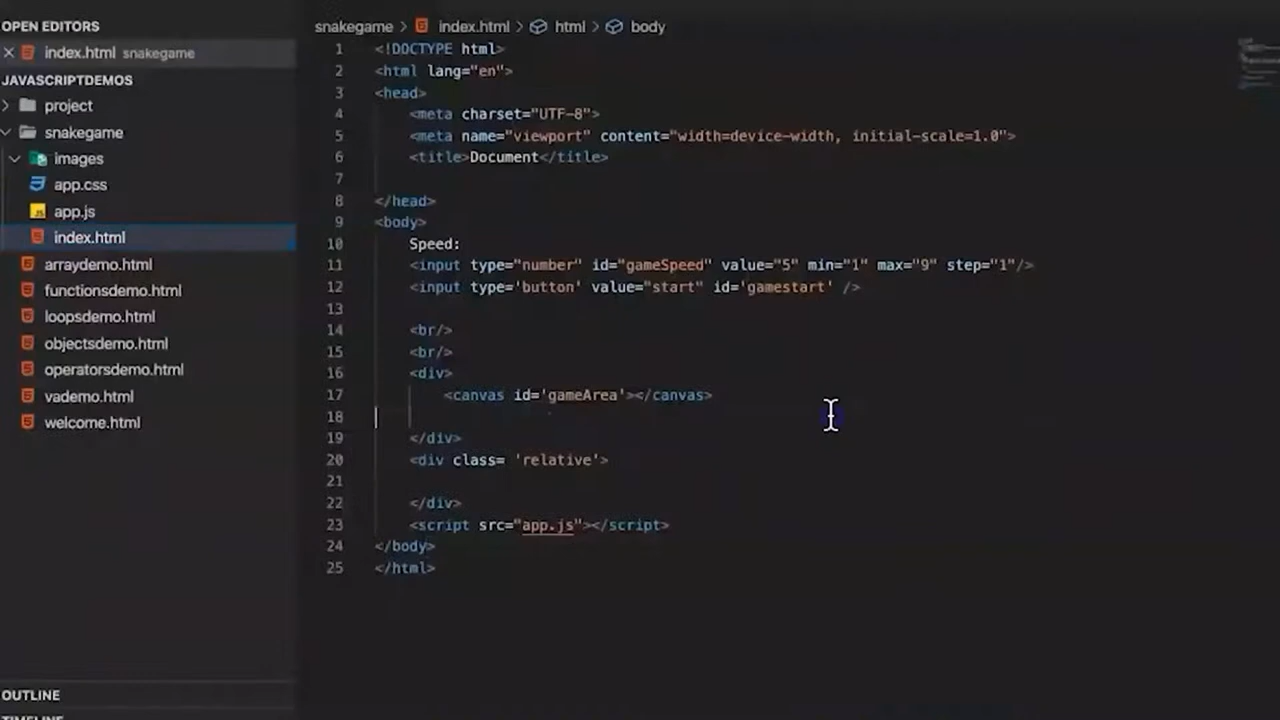 OPEN EDITORS
index.html snakegame
JAVASCRIPTDEMOS
project
snakegame
images
app.css
JS app.js
index.html
arraydemo.html
functionsdemo.html
loopsdemo.html
objectsdemo.html
operatorsdemo.html
vademo.html
welcome.html
OUTLINE
TIMELINE
snakegame > index.html > html > body
1 <!DOCTYPE html>
2 <html lang="en">
3 <head>
4 <meta charset="UTF-8">
5 <meta name="viewport" content="width=device-width, initial-scale=1.0">
6 <title>Document</title>
7
8 </head>
9 <body>
10 Speed:
11 <input type="number" id="gameSpeed" value="5" min="1" max="9" step="1"/>
12 <input type='button' value="start" id='gamestart' />
13
14 <br/>
15 <br/>
16 <div>
17 <canvas id='gameArea'></canvas>
18
19 </div>
20 <div class= 'relative'>
21
22 </div>
23 <script src="app.js"></script>
24 </body>
25 </html>